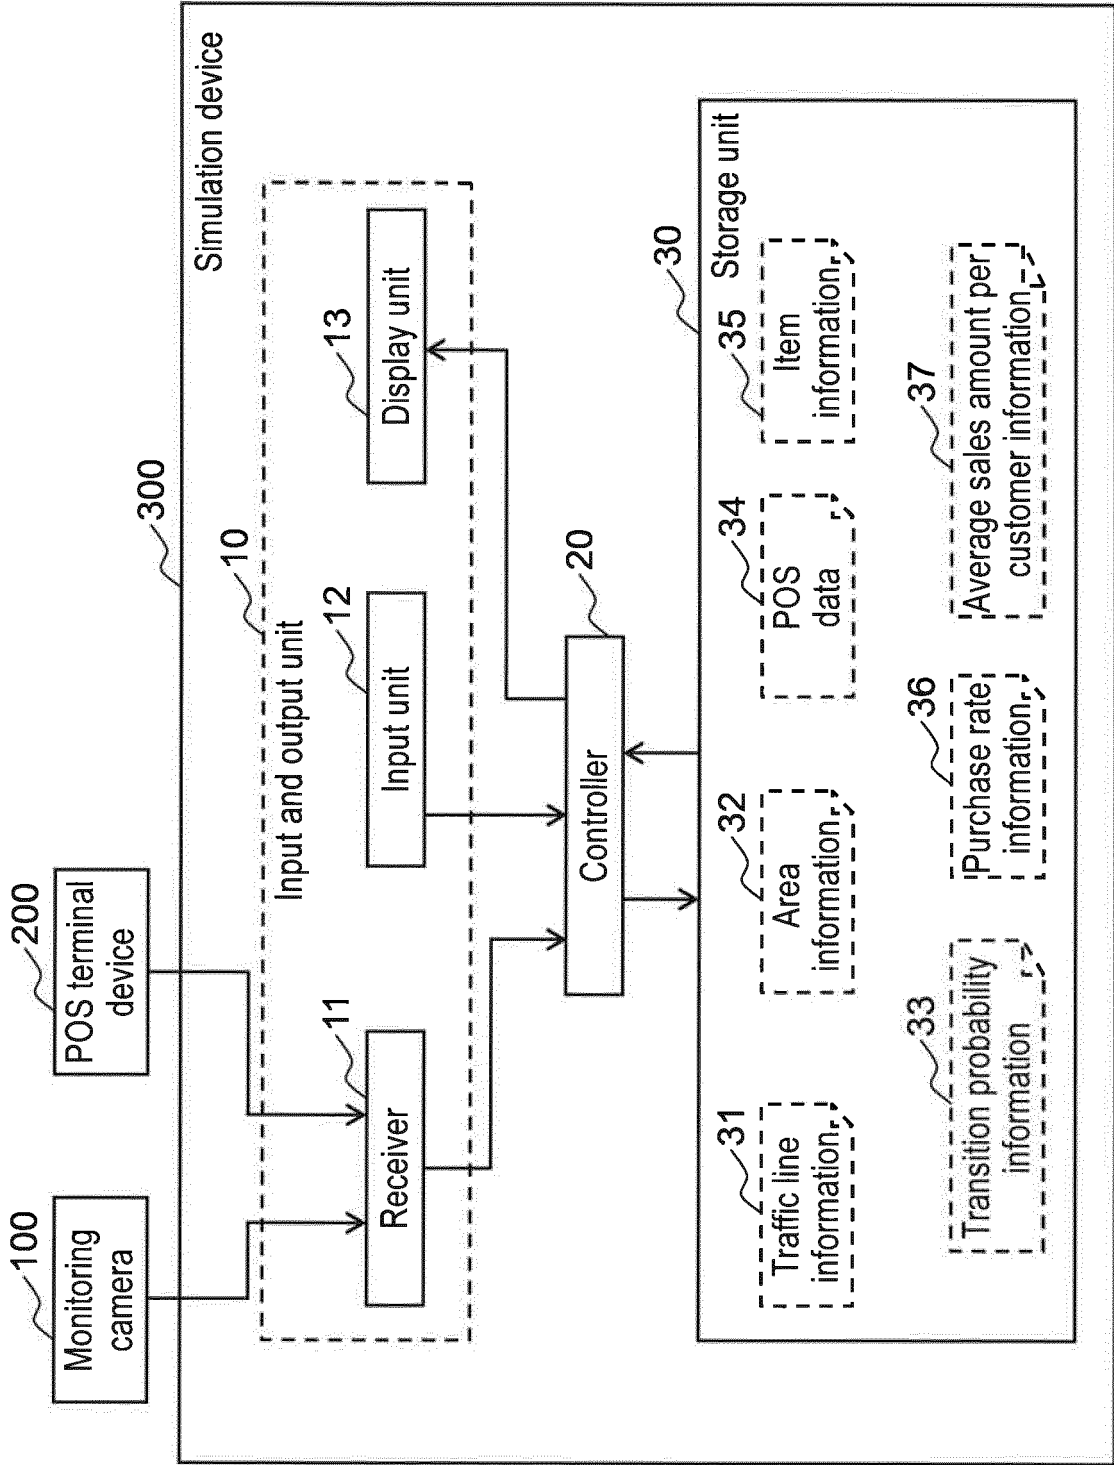 100
Monitoring
camera
200
POS terminal
device
300
Simulation device
10
Input and output unit
11
Receiver
12
Input unit
13
Display unit
20
Controller
30
Storage unit
31
Traffic line
information
32
Area
information
34
POS
data
35
Item
information
33
Transition probability
information
36
Purchase rate
information
37
Average sales amount per
customer information